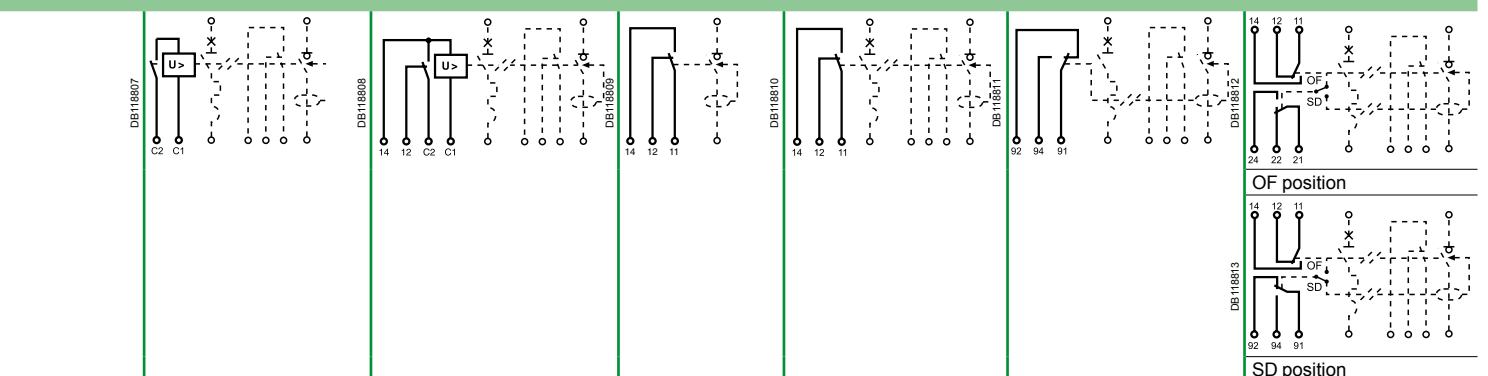 DB118807
U>
C2 C1
DB118808
U>
14 12 C2 C1
DB118809
14 12 11
DB118810
14 12 11
DB118811
92 94 91
DB118812
14 12 11
OF
SD
24 22 21
OF position
DB118813
14 12 11
OF
SD
92 94 91
SD position